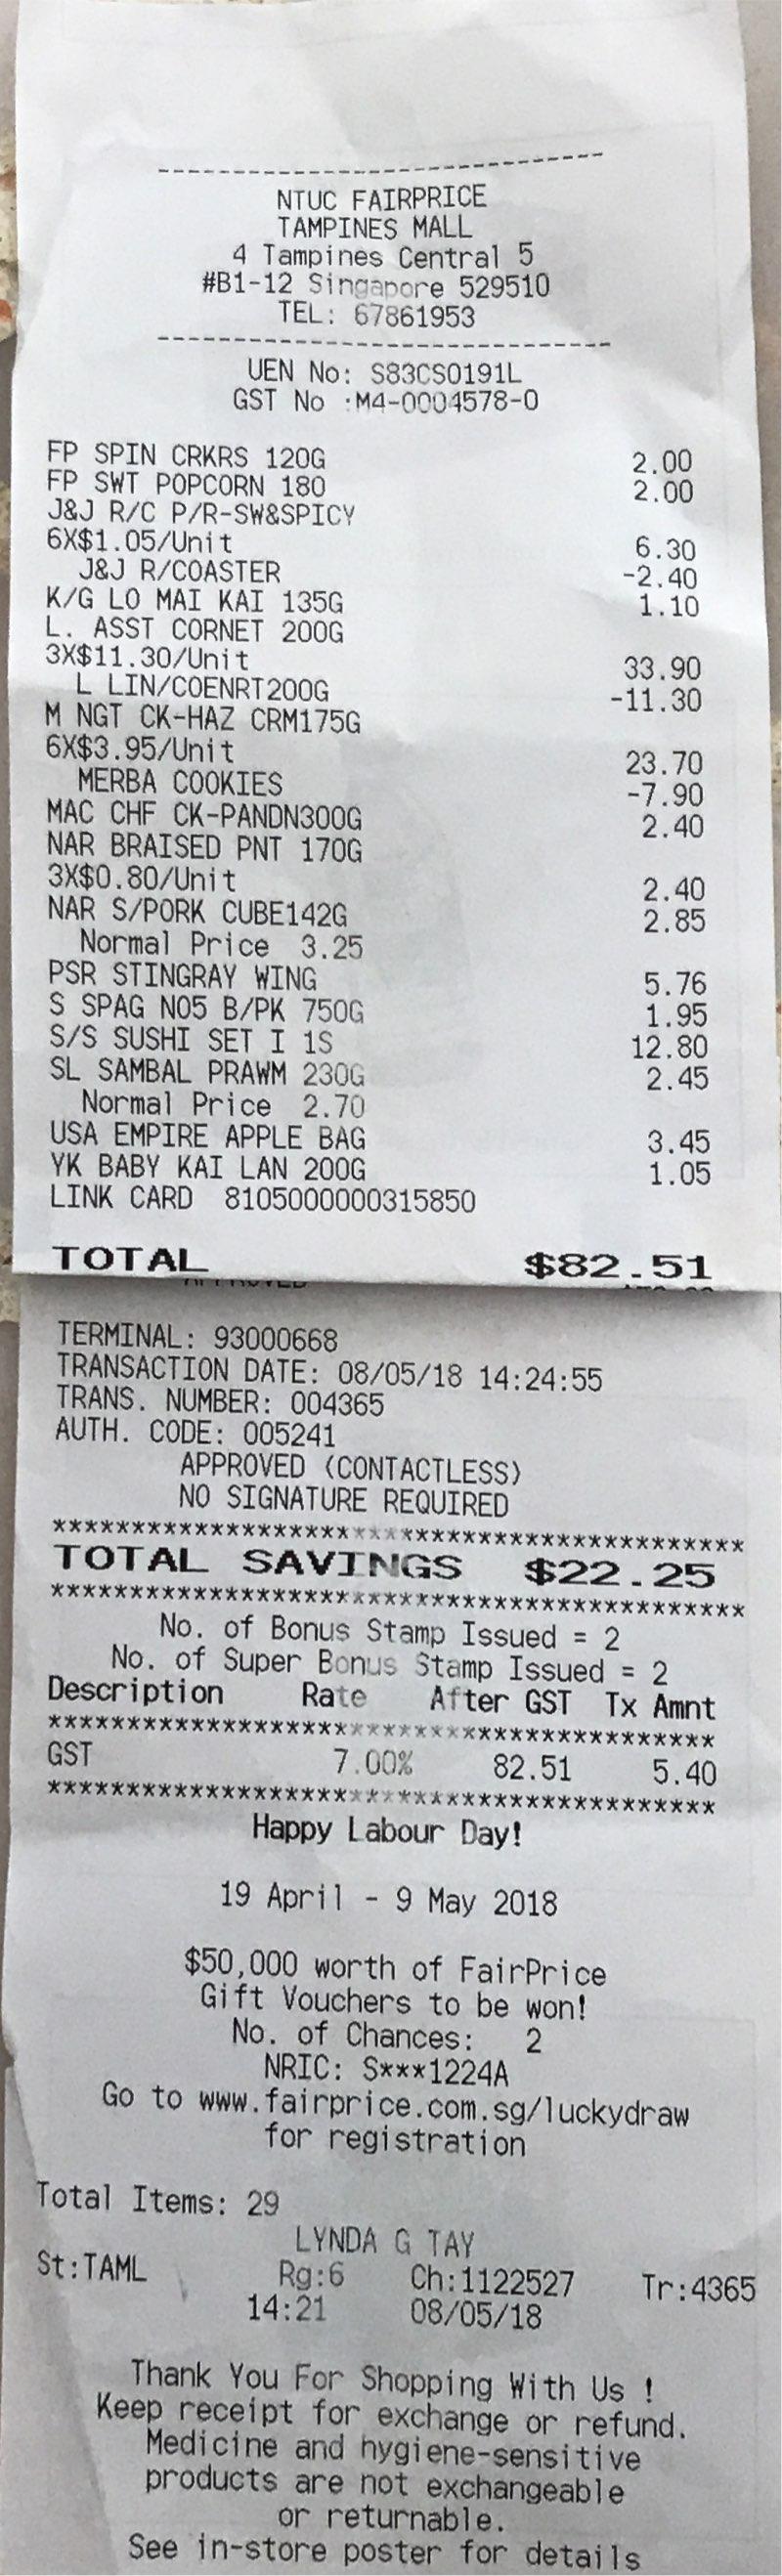 NTUC FAIRPRICE
TAMPINES MALL
4 Tampines Central 5
#B1-12 Singapore 529510
TEL: 67861953
UEN No: S83CS0191L
GST No :M4-0004578-0
FP SPIN CRKRS 120G 2.00
FP SWT POPCORN 180 2.00
J&J R/C P/R-SW&SPICY
6X$1.05/Unit 6.30
J&J R/COASTER -2.40
K/G LO MAI KAI 135G 1.10
L. ASST CORNET 200G
3X$11.30/Unit 33.90
L LIN/COENRT200G -11.30
M NGT CK-HAZ CRM175G
6X$3.95/Unit 23.70
MERBA COOKIES -7.90
MAC CHF CK-PANDN300G 2.40
NAR BRAISED PNT 170G
3X$0.80/Unit 2.40
NAR S/PORK CUBE142G 2.85
Normal Price 3.25
PSR STINGRAY WING 5.76
S SPAG NO5 B/PK 750G 1.95
S/S SUSHI SET I 1S 12.80
SL SAMBAL PRAWM 230G 2.45
Normal Price 2.70
USA EMPIRE APPLE BAG 3.45
YK BABY KAI LAN 200G 1.05
LINK CARD 8105000000315850
TOTAL $82.51
TERMINAL: 93000668
TRANSACTION DATE: 08/05/18 14:24:55
TRANS. NUMBER: 004365
AUTH. CODE: 005241
APPROVED (CONTACTLESS)
NO SIGNATURE REQUIRED
********************************************
TOTAL SAVINGS $22.25
********************************************
No. of Bonus Stamp Issued = 2
No. of Super Bonus Stamp Issued = 2
Description Rate After GST Tx Amnt
******************************************
GST 7.00% 82.51 5.40
******************************************
Happy Labour Day!
19 April - 9 May 2018
$50,000 worth of FairPrice
Gift Vouchers to be won!
No. of Chances: 2
NRIC: S***1224A
Go to www.fairprice.com.sg/luckydraw
for registration
Total Items: 29
LYNDA G TAY
St:TAML Rg:6 Ch:1122527 Tr:4365
14:21 08/05/18
Thank You For Shopping With Us !
Keep receipt for exchange or refund.
Medicine and hygiene-sensitive
products are not exchangeable
or returnable.
See in-store poster for details